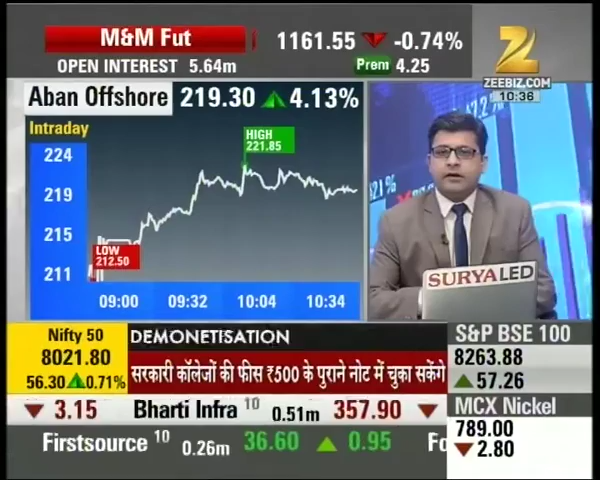 M&M Fut 1161.55 -0.74%
OPEN INTEREST 5.64m Prem 4.25
ZEEBIZ.COM
10:36
Aban Offshore 219.30 4.13%
Intraday
HIGH
221.85
224
219
215
211
LOW
212.50
09:00 09:32 10:04 10:34
SURYA LED
Nifty 50
8021.80
56.30 0.71%
DEMONETISATION
सरकारी कॉलेजों की फीस ₹500 के पुराने नोट में चुका सकेंगे
S&P BSE 100
8263.88
57.26
MCX Nickel
789.00
2.80
3.15 Bharti Infra 10 0.51m 357.90
Firstsource 10 0.26m 36.60 0.95 Fo